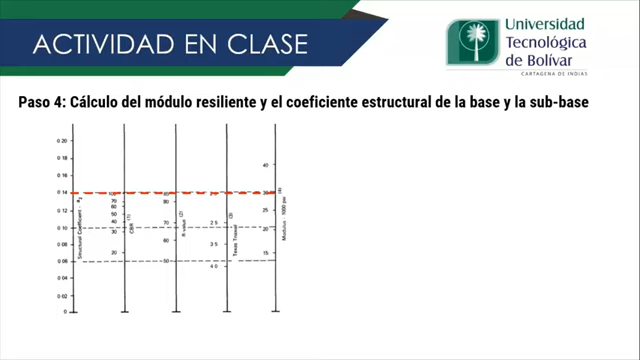 ACTIVIDAD EN CLASE
Universidad
Tecnológica
de Bolívar
CARTAGENA DE INDIAS
Paso 4: Cálculo del módulo resiliente y el coeficiente estructural de la base y la sub-base
0 20
0 18
0 16
0 14
0 12
0 10
0 08
0 06
0 04
0 02
0
Structural Coefficient - a2
70
60
50
40
30
20
CBR (1)
80
70
60
50
R value (2)
2 5
3 5
4 0
Texas Triaxial (3)
40
30
25
20
15
Modulus - 1000 psi (4)